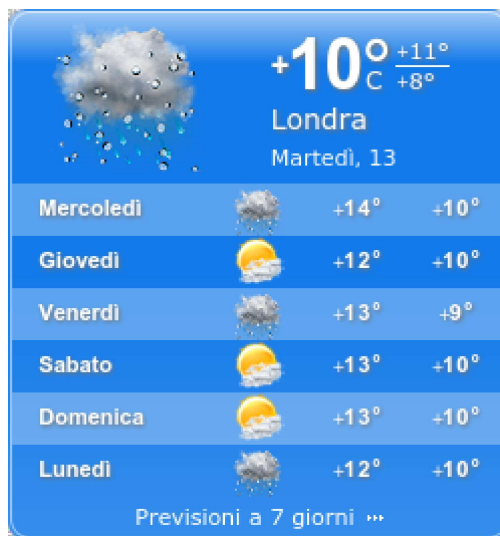 +10° C +11° +8°
Londra
Martedì, 13
Mercoledì +14° +10°
Giovedì +12° +10°
Venerdì +13° +9°
Sabato +13° +10°
Domenica +13° +10°
Lunedì +12° +10°
Previsioni a 7 giorni